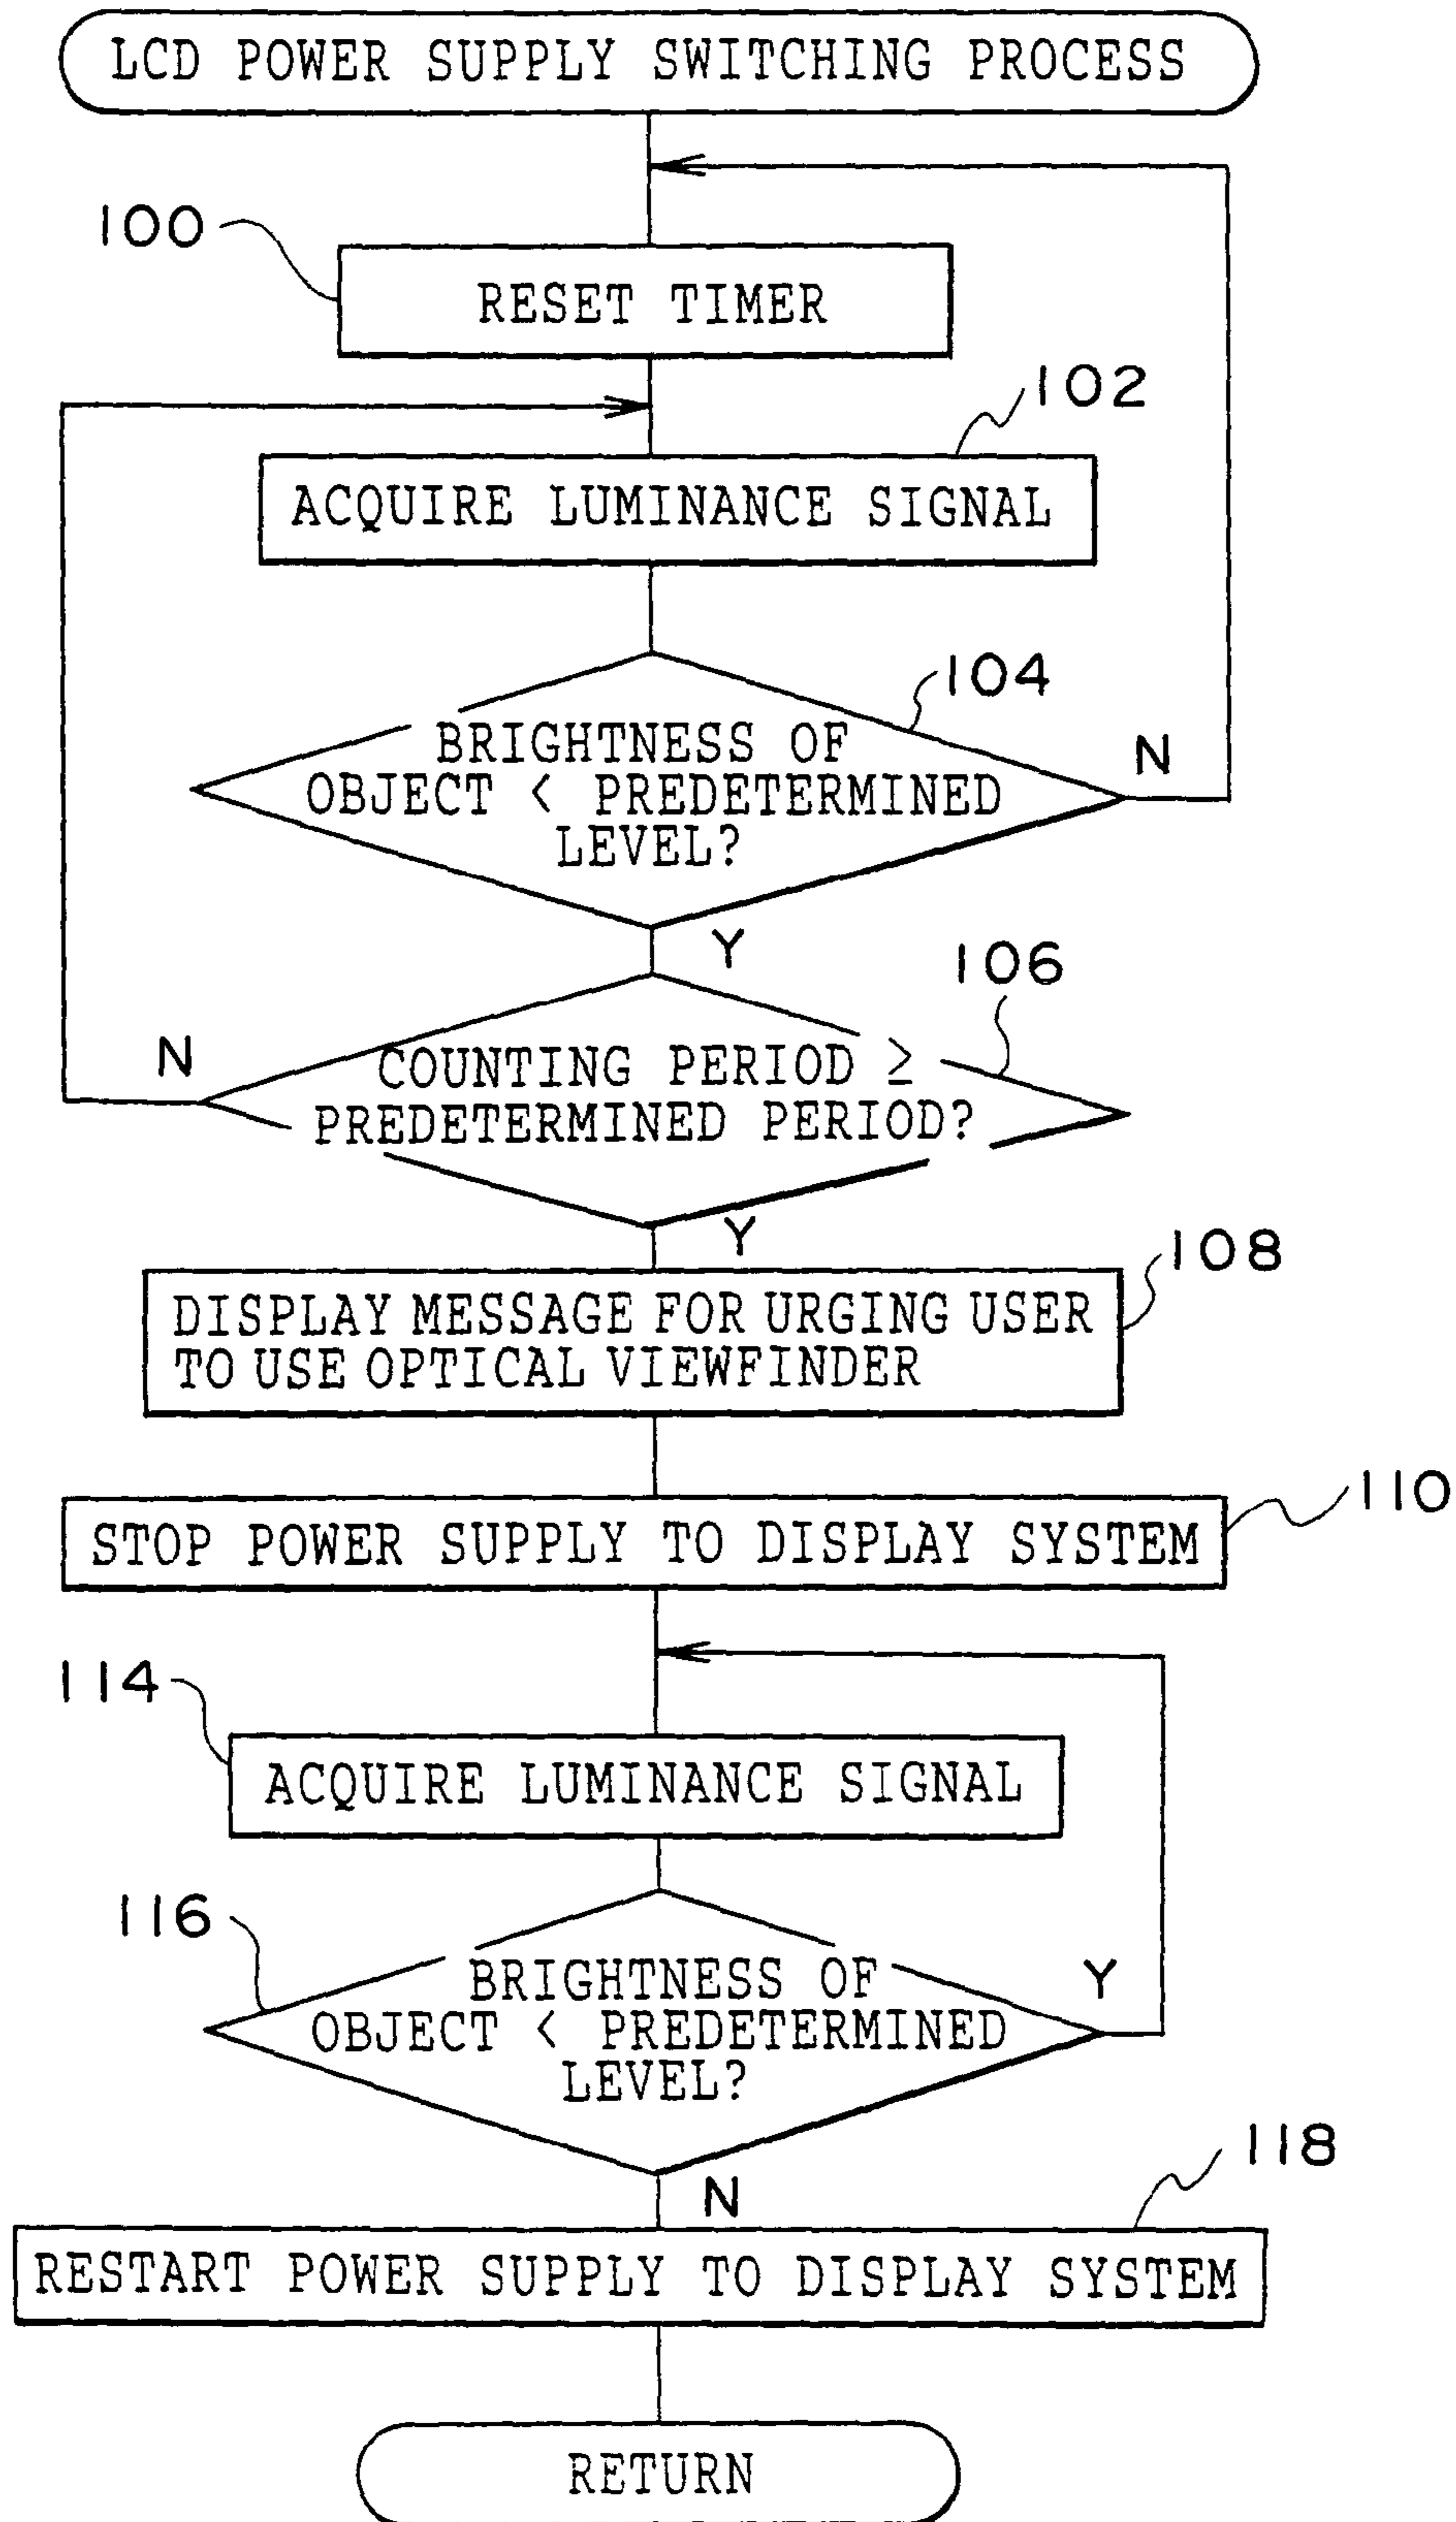 LCD POWER SUPPLY SWITCHING PROCESS
100
RESET TIMER
102
ACQUIRE LUMINANCE SIGNAL
104
BRIGHTNESS OF
OBJECT < PREDETERMINED
LEVEL?
N
Y
106
N
COUNTING PERIOD ≥
PREDETERMINED PERIOD?
Y
108
DISPLAY MESSAGE FOR URGING USER
TO USE OPTICAL VIEWFINDER
110
STOP POWER SUPPLY TO DISPLAY SYSTEM
114
ACQUIRE LUMINANCE SIGNAL
116
BRIGHTNESS OF
OBJECT < PREDETERMINED
LEVEL?
Y
N
118
RESTART POWER SUPPLY TO DISPLAY SYSTEM
RETURN